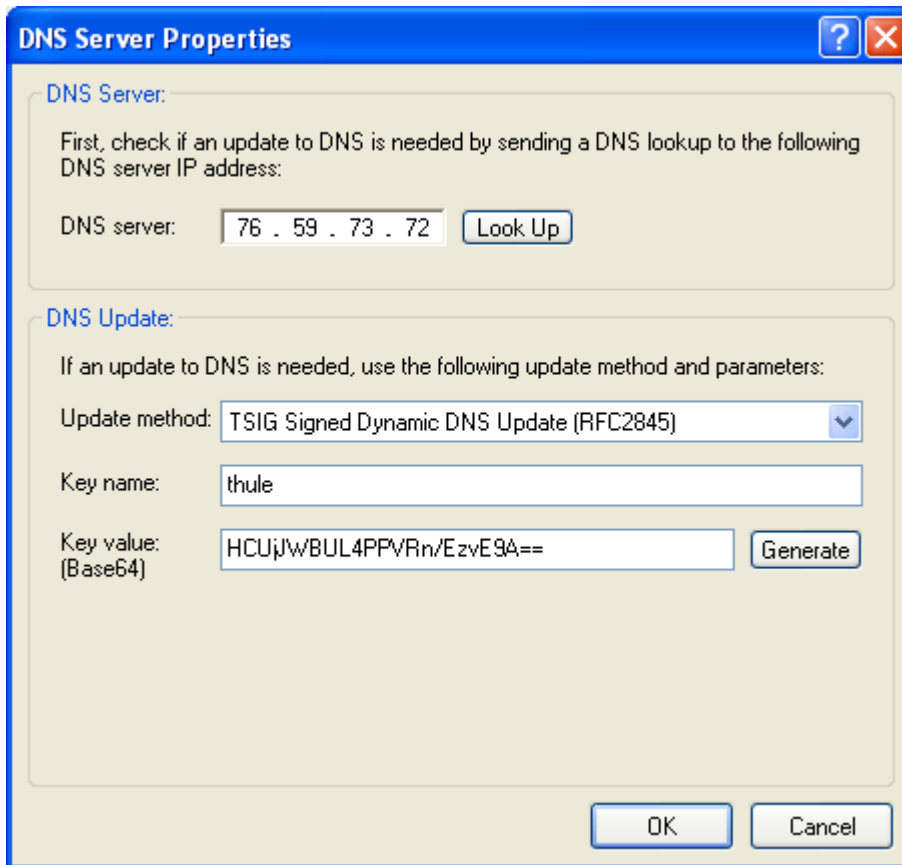 DNS Server Properties
DNS Server:
First, check if an update to DNS is needed by sending a DNS lookup to the following
DNS server IP address:
DNS server: 76 . 59 . 73 . 72 Look Up
DNS Update:
If an update to DNS is needed, use the following update method and parameters:
Update method: TSIG Signed Dynamic DNS Update (RFC2845)
Key name: thule
Key value: HCUjJWBUL4PPVRn/EzvE9A== Generate
(Base64)
OK Cancel